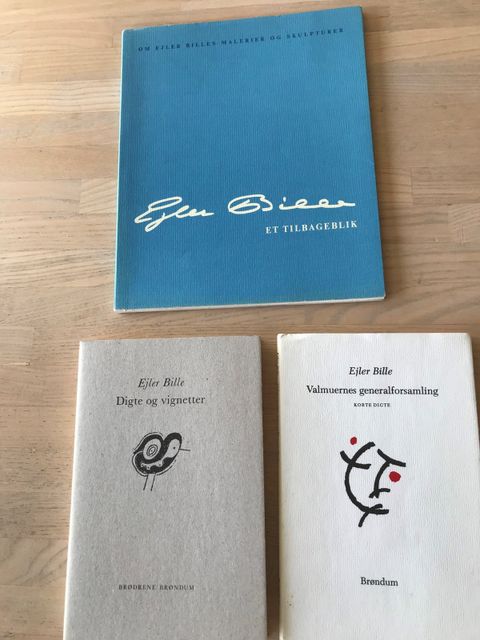 OM EJLER BILLES MALERIER OG SKULPTURER
Ejler Bille
ET TILBAGEBLIK
Ejler Bille
Digte og vignetter
BRØDRENE BRØNDUM
Ejler Bille
Valmuernes generalforsamling
KORTE DIGTE
Brøndum